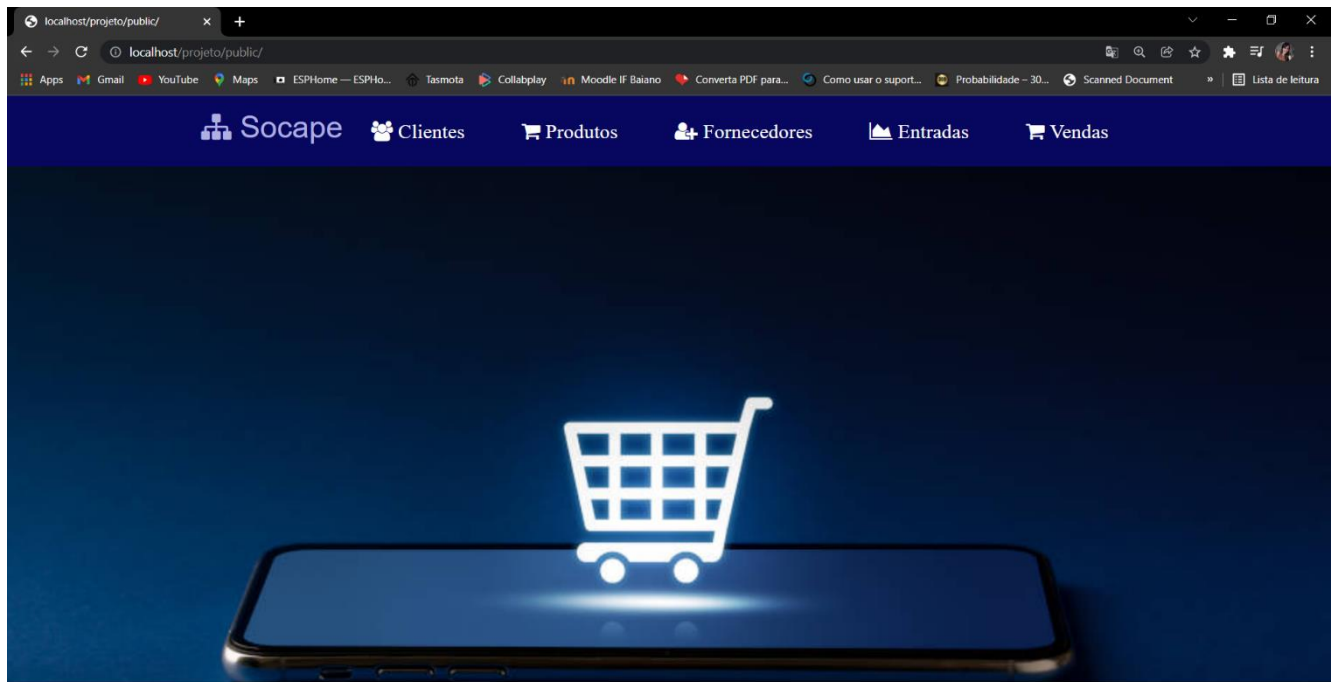 localhost/projeto/public/
localhost/projeto/public/
Apps Gmail YouTube Maps ESPHome — ESPHo... Tasmota Collabplay Moodle IF Baiano Converta PDF para... Como usar o suport... Probabilidade – 30... Scanned Document » Lista de leitura
Socape Clientes Produtos Fornecedores Entradas Vendas